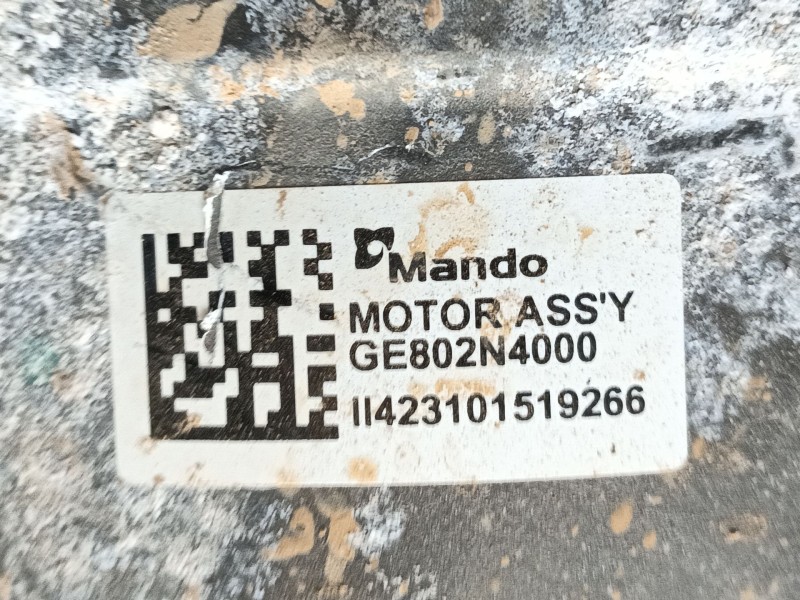 Mando
MOTOR ASS'Y
GE802N4000
II423101519266